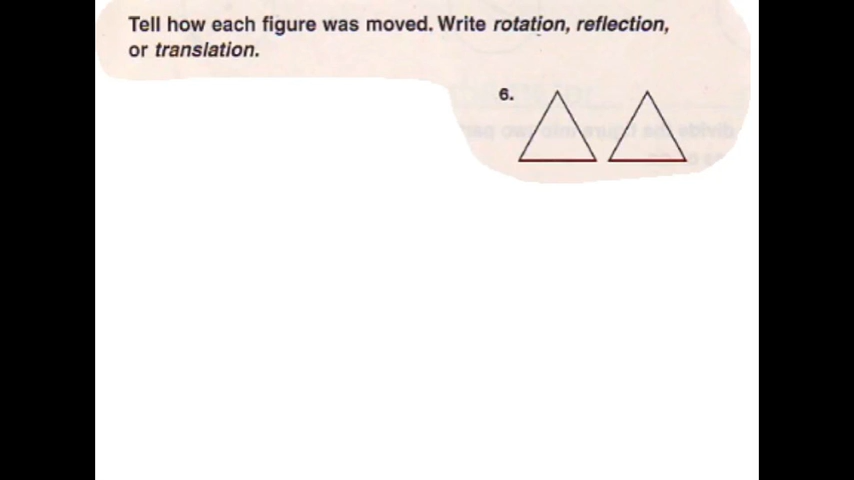 Tell how each figure was moved. Write rotation, reflection,
or translation.
6.